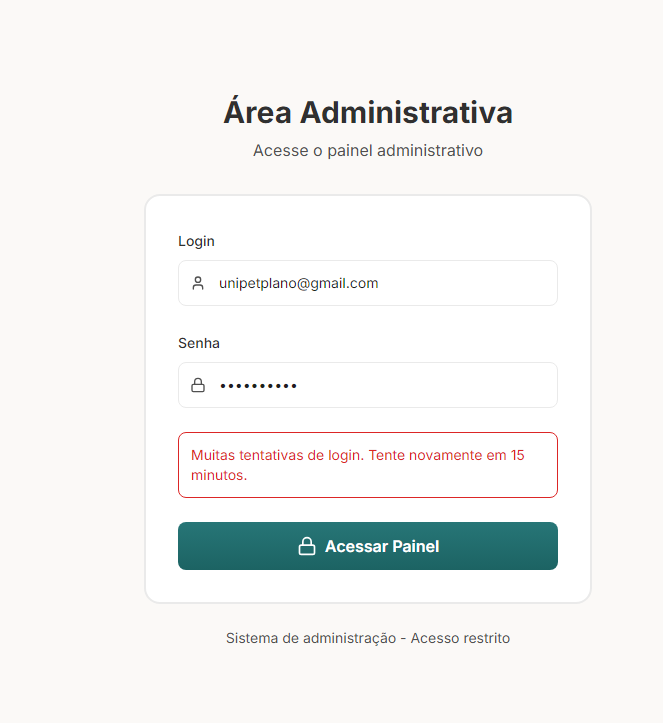 Área Administrativa
Acesse o painel administrativo
Login
unipetplano@gmail.com
Senha
••••••••••
Muitas tentativas de login. Tente novamente em 15
minutos.
Acessar Painel
Sistema de administração - Acesso restrito